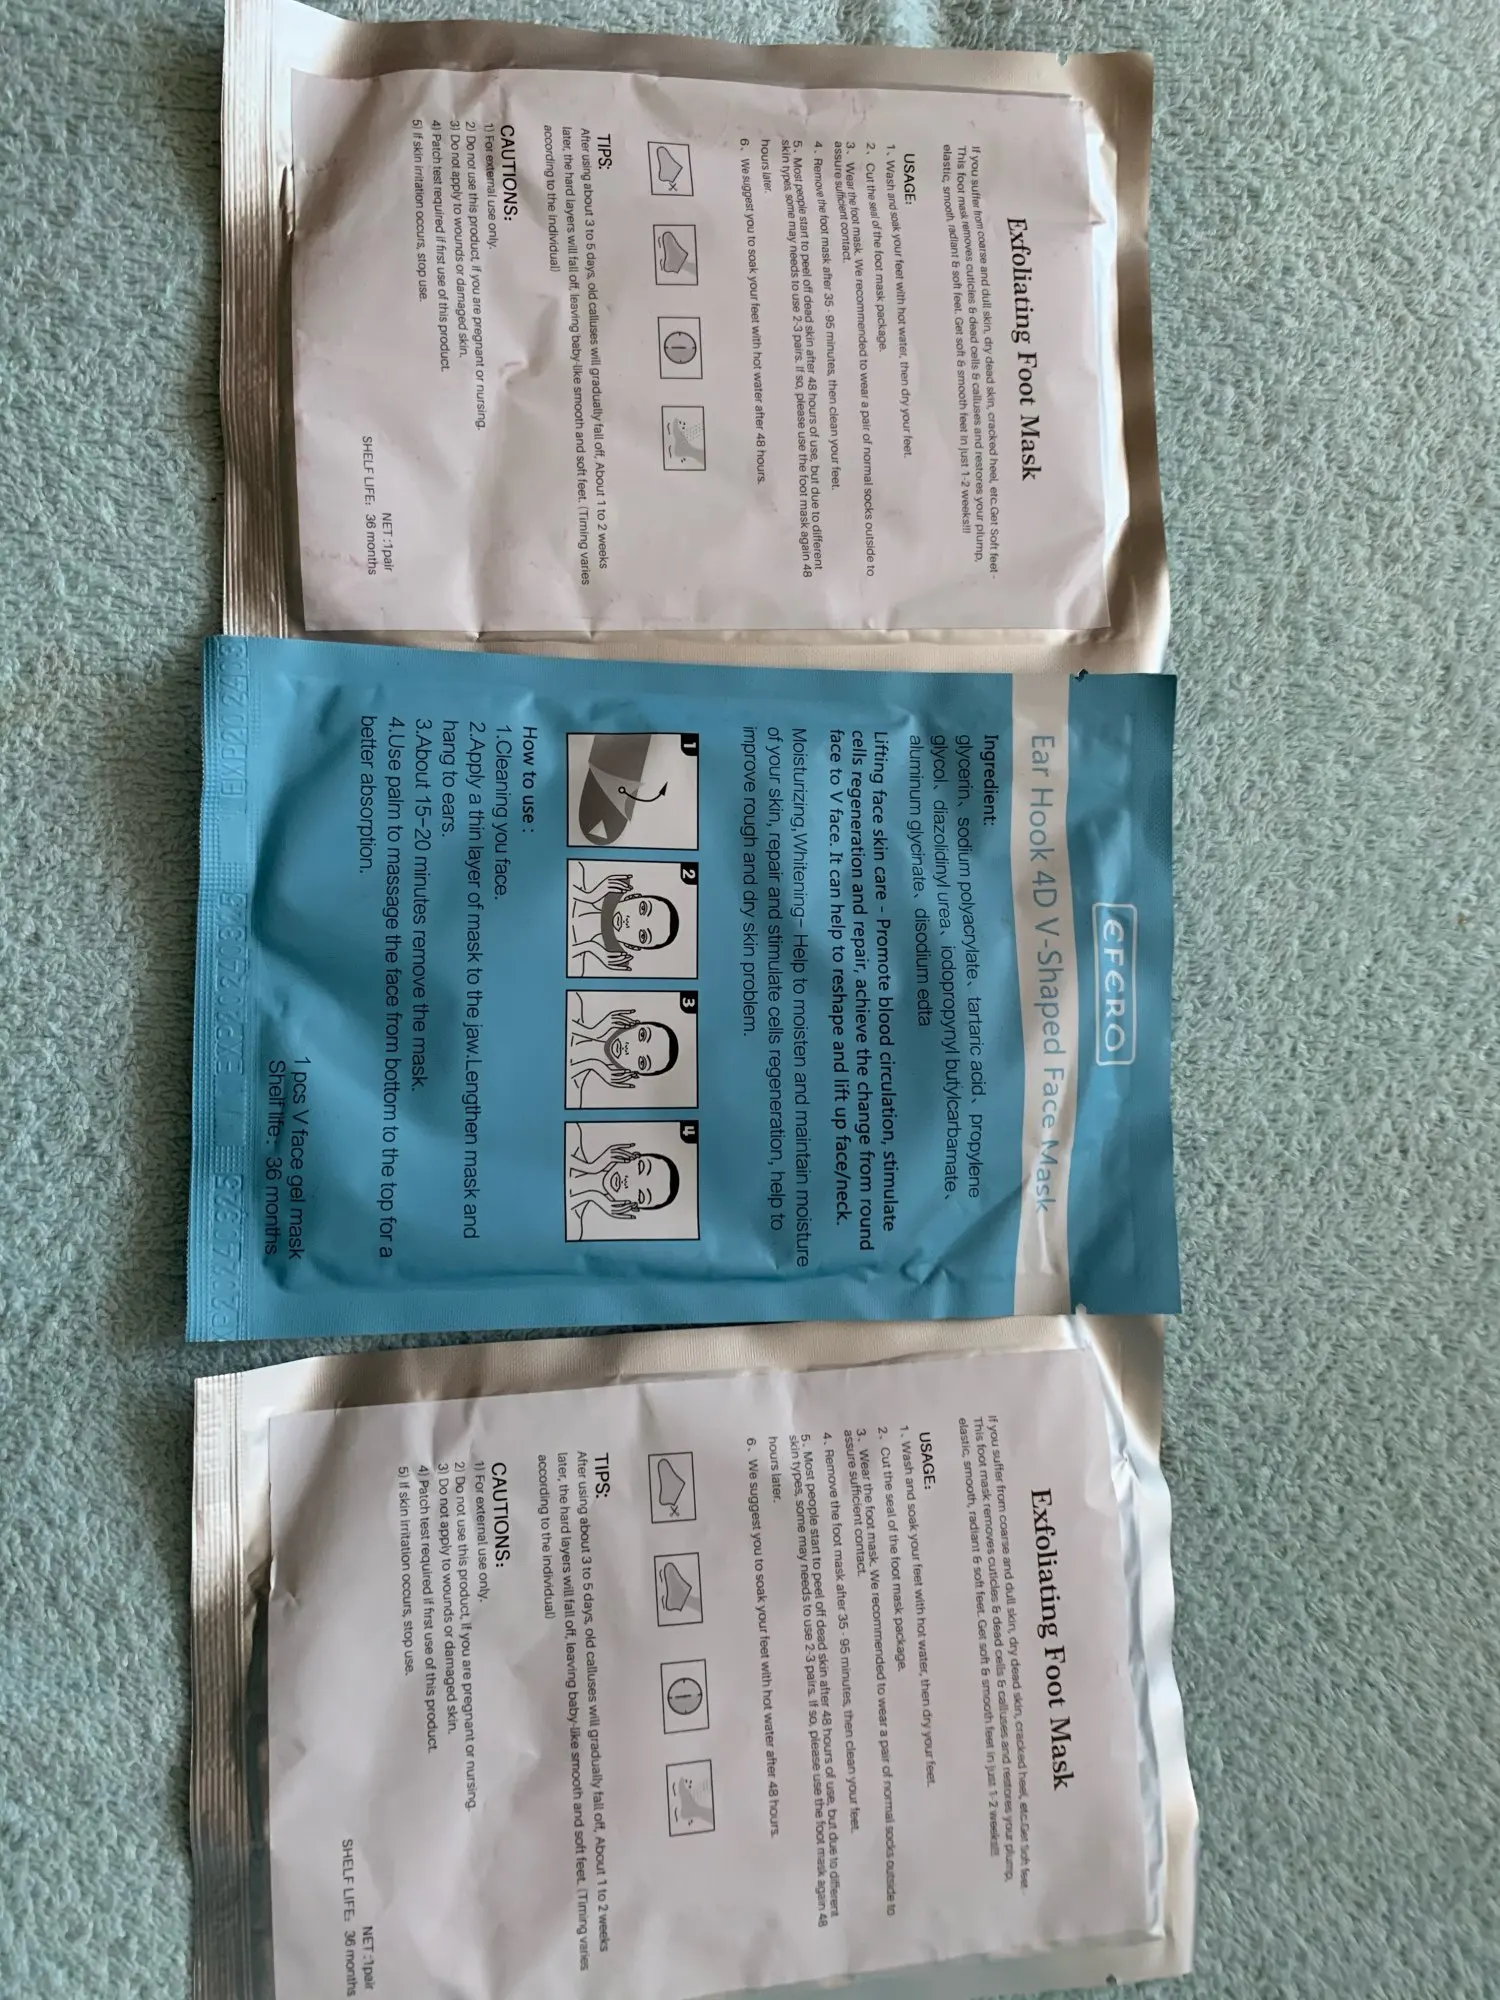 Exfoliating Foot Mask
If you suffer from coarse and dull skin, dry dead skin, cracked heel, etc.Get Soft feet -
This foot mask removes cuticles & dead cells & calluses and restores your plump,
elastic, smooth, radiant & soft feet. Get soft & smooth feet in just 1-2 weeks!!!
USAGE:
1、Wash and soak your feet with hot water, then dry your feet.
2、Cut the seal of the foot mask package.
3、Wear the foot mask. We recommended to wear a pair of normal socks outside to
assure sufficient contact.
4、Remove the foot mask after 35 - 95 minutes, then clean your feet.
5、Most people start to peel off dead skin after 48 hours of use, but due to different
skin types, some may needs to use 2-3 pairs. If so, please use the foot mask again 48
hours later.
6、We suggest you to soak your feet with hot water after 48 hours.
TIPS:
After using about 3 to 5 days, old calluses will gradually fall off, About 1 to 2 weeks
later, the hard layers will fall off, leaving baby-like smooth and soft feet. (Timing varies
according to the individual)
CAUTIONS:
1) For external use only.
2) Do not use this product, if you are pregnant or nursing.
3) Do not apply to wounds or damaged skin.
4) Patch test required if first use of this product.
5) If skin irritation occurs, stop use.
NET :1pair
SHELF LIFE: 36 months
EFERO
Ear Hook 4D V-Shaped Face Mask
Ingredient:
glycerin、sodium polyacrylate、tartaric acid、propylene
glycol、diazolidinyl urea、iodopropynyl butylcarbamate、
aluminum glycinate、disodium edta
Lifting face skin care - Promote blood circulation, stimulate
cells regeneration and repair, achieve the change from round
face to V face. It can help to reshape and lift up face/neck.
Moisturizing,Whitening- Help to moisten and maintain moisture
of your skin, repair and stimulate cells regeneration, help to
improve rough and dry skin problem.
1
2
3
4
How to use :
1.Cleaning you face.
2.Apply a thin layer of mask to the jaw.Lengthen mask and
hang to ears.
3.About 15-20 minutes remove the mask.
4.Use palm to massage the face from bottom to the top for a
better absorption.
1 pcs V face gel mask
Shelf life: 36 months
Exfoliating Foot Mask
If you suffer from coarse and dull skin, dry dead skin, cracked heel, etc.Get Soft feet -
This foot mask removes cuticles & dead cells & calluses and restores your plump,
elastic, smooth, radiant & soft feet. Get soft & smooth feet in just 1-2 weeks!!!
USAGE:
1、Wash and soak your feet with hot water, then dry your feet.
2、Cut the seal of the foot mask package.
3、Wear the foot mask. We recommended to wear a pair of normal socks outside to
assure sufficient contact.
4、Remove the foot mask after 35 - 95 minutes, then clean your feet.
5、Most people start to peel off dead skin after 48 hours of use, but due to different
skin types, some may needs to use 2-3 pairs. If so, please use the foot mask again 48
hours later.
6、We suggest you to soak your feet with hot water after 48 hours.
TIPS:
After using about 3 to 5 days, old calluses will gradually fall off, About 1 to 2 weeks
later, the hard layers will fall off, leaving baby-like smooth and soft feet. (Timing varies
according to the individual)
CAUTIONS:
1) For external use only.
2) Do not use this product, if you are pregnant or nursing.
3) Do not apply to wounds or damaged skin.
4) Patch test required if first use of this product.
5) If skin irritation occurs, stop use.
NET :1pair
SHELF LIFE: 36 months